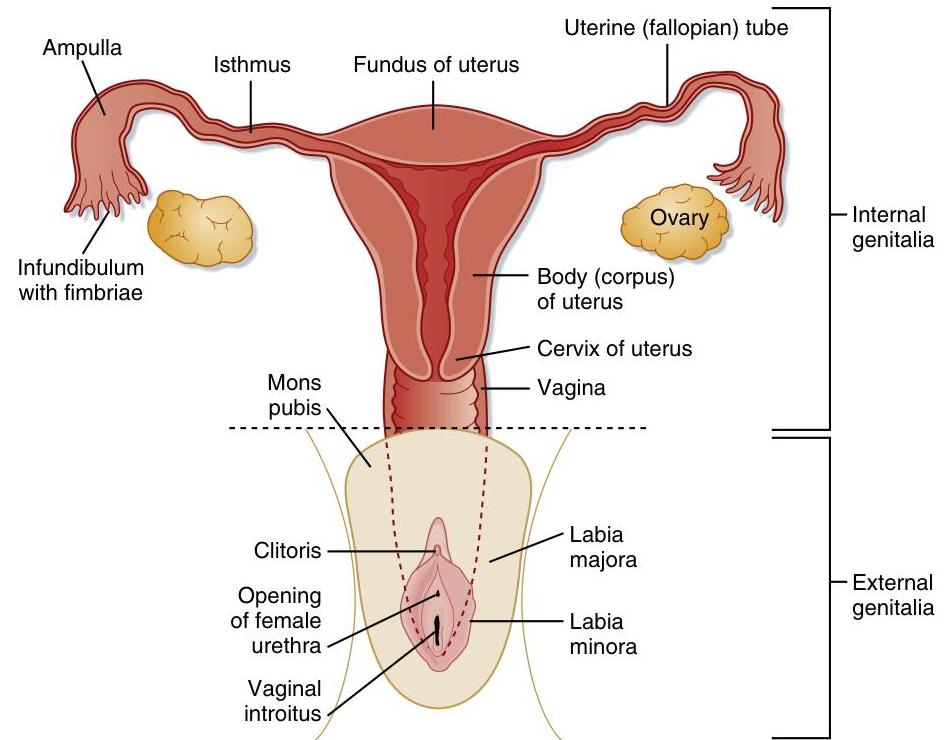 Uterine (fallopian) tube
Ampulla
Isthmus
Fundus of uterus
Ovary
Internal
genitalia
Infundibulum
with fimbriae
Body (corpus)
of uterus
Cervix of uterus
Vagina
Mons
pubis
Clitoris
Labia
majora
Opening
of female
urethra
Labia
minora
External
genitalia
Vaginal
introitus